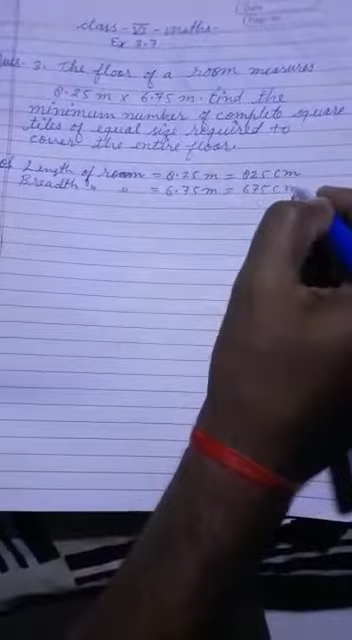 class - VI - maths
Ex 3.7
Ques. 3. The floor of a room measures
8.25 m x 6.75 m. Find the
minimum number of complete square
tiles of equal size required to
cover the entire floor.
Length of room = 8.25 m = 825 cm
Breadth " " = 6.75 m = 675 cm